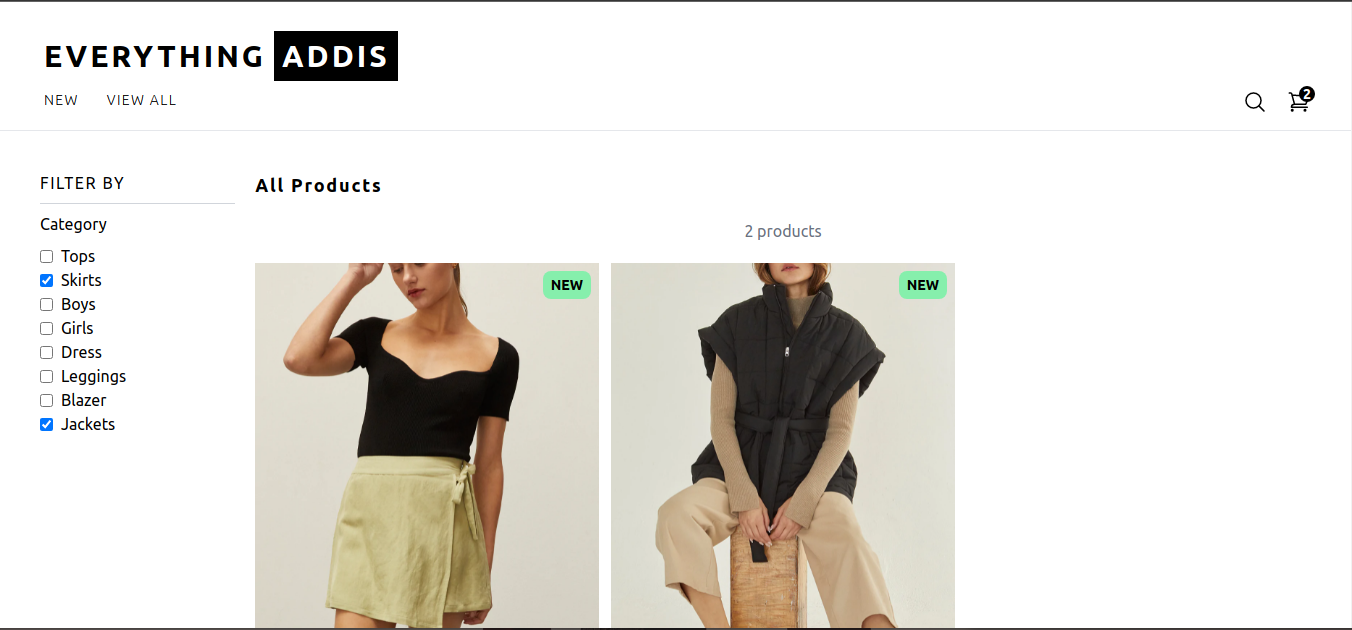 EVERYTHING ADDIS
NEW VIEW ALL
2
FILTER BY
Category
Tops
Skirts
Boys
Girls
Dress
Leggings
Blazer
Jackets
All Products
2 products
NEW
NEW